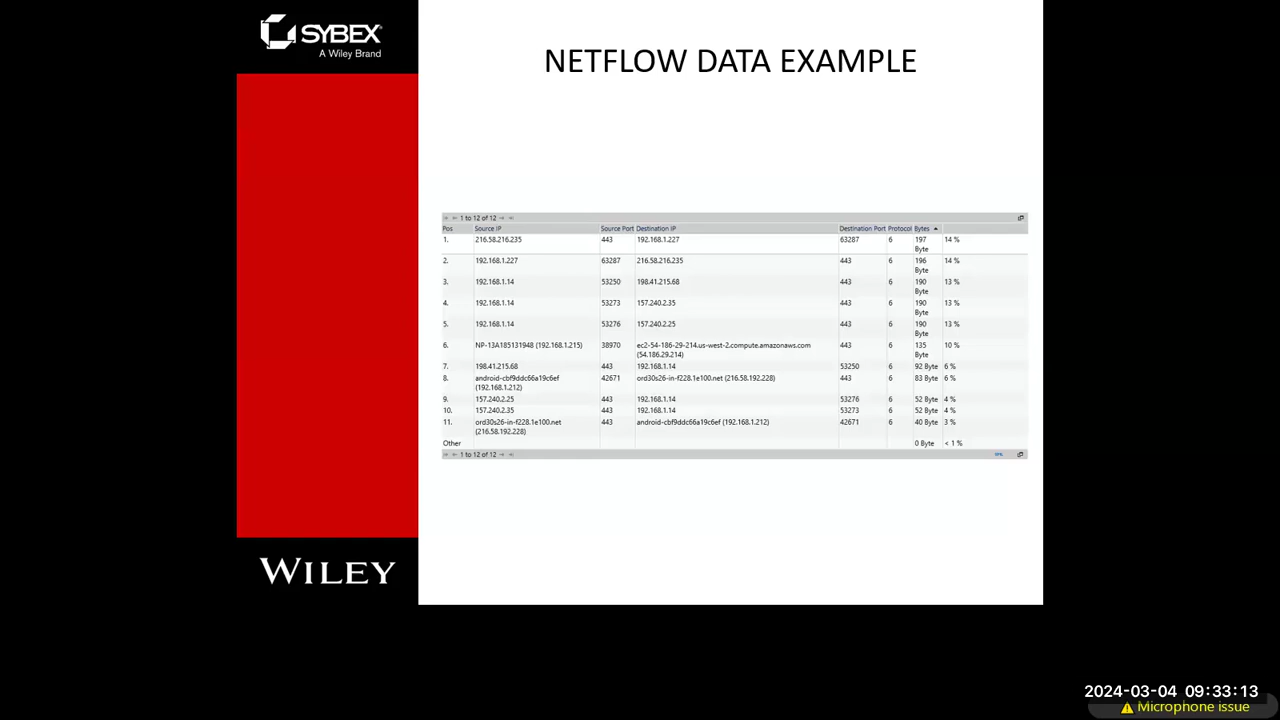 SYBEX
A Wiley Brand
NETFLOW DATA EXAMPLE
1 to 12 of 12
Pos Source IP Source Port Destination IP Destination Port Protocol Bytes
1. 216.58.216.235 443 192.168.1.227 63287 6 197 14 %
Byte
2. 192.168.1.227 63287 216.58.216.235 443 6 196 14 %
Byte
3. 192.168.1.14 53250 198.41.215.68 443 6 190 13 %
Byte
4. 192.168.1.14 53273 157.240.2.35 443 6 190 13 %
Byte
5. 192.168.1.14 53276 157.240.2.25 443 6 190 13 %
Byte
6. NP-13A185131948 (192.168.1.215) 38970 ec2-54-186-29-214.us-west-2.compute.amazonaws.com 443 6 135 10 %
(54.186.29.214) Byte
7. 198.41.215.68 443 192.168.1.14 53250 6 92 Byte 6 %
8. android-cbf9ddc66a19c6ef 42671 ord30s26-in-f228.1e100.net (216.58.192.228) 443 6 83 Byte 6 %
(192.168.1.212)
9. 157.240.2.25 443 192.168.1.14 53276 6 52 Byte 4 %
10. 157.240.2.35 443 192.168.1.14 53273 6 52 Byte 4 %
11. ord30s26-in-f228.1e100.net 443 android-cbf9ddc66a19c6ef (192.168.1.212) 42671 6 40 Byte 3 %
(216.58.192.228)
Other 0 Byte < 1 %
1 to 12 of 12
WILEY
2024-03-04 09:33:13
Microphone issue